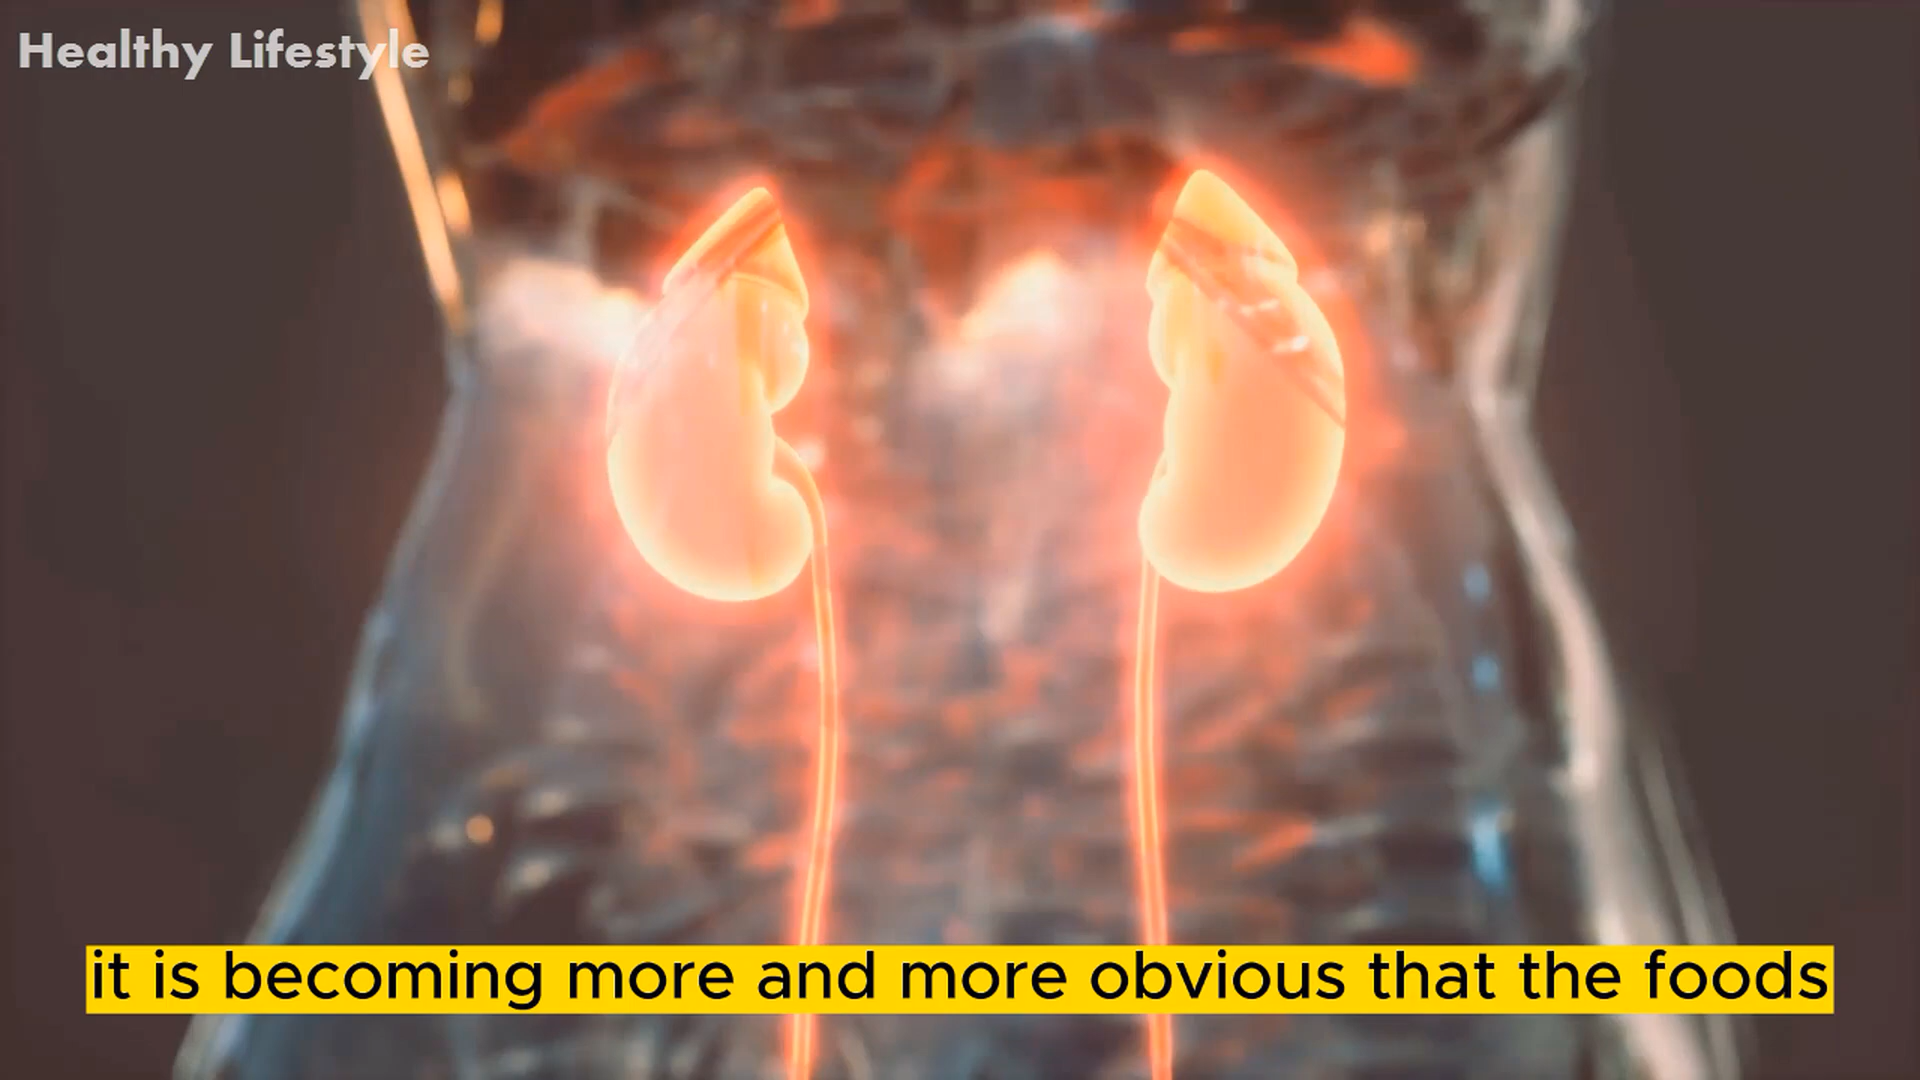 Healthy Lifestyle
it is becoming more and more obvious that the foods